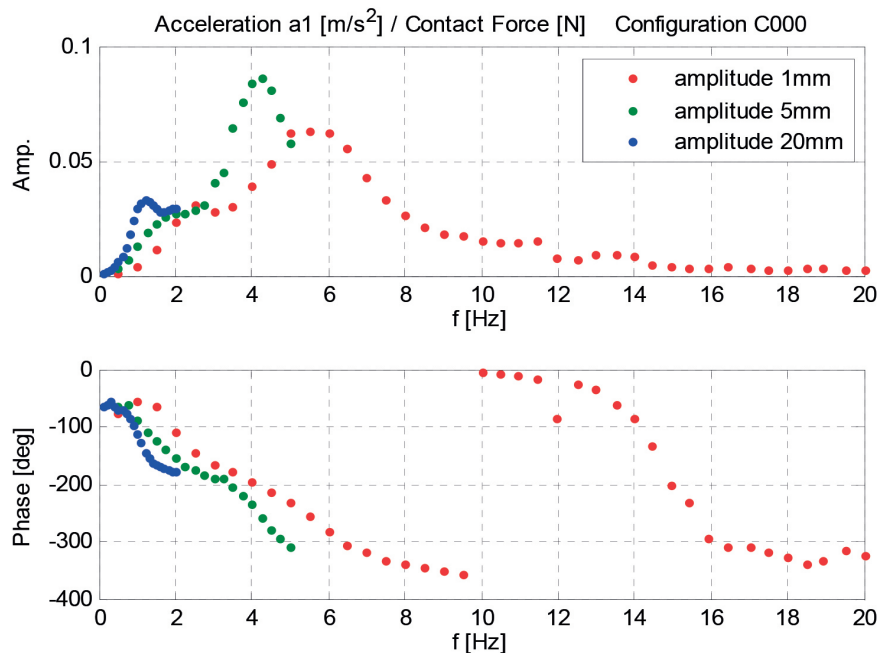 Acceleration a1 [m/s²] / Contact Force [N] Configuration C000
0.1
0.05
0
Amp.
amplitude 1mm
amplitude 5mm
amplitude 20mm
0 2 4 6 8 10 12 14 16 18 20
f [Hz]
0
-100
-200
-300
-400
Phase [deg]
0 2 4 6 8 10 12 14 16 18 20
f [Hz]